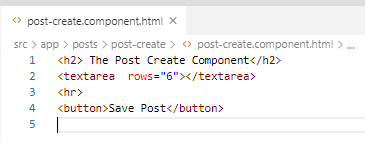 post-create.component.html
src > app > posts > post-create > post-create.component.html > ...
1 <h2> The Post Create Component</h2>
2 <textarea  rows="6"></textarea>
3 <hr>
4 <button>Save Post</button>
5